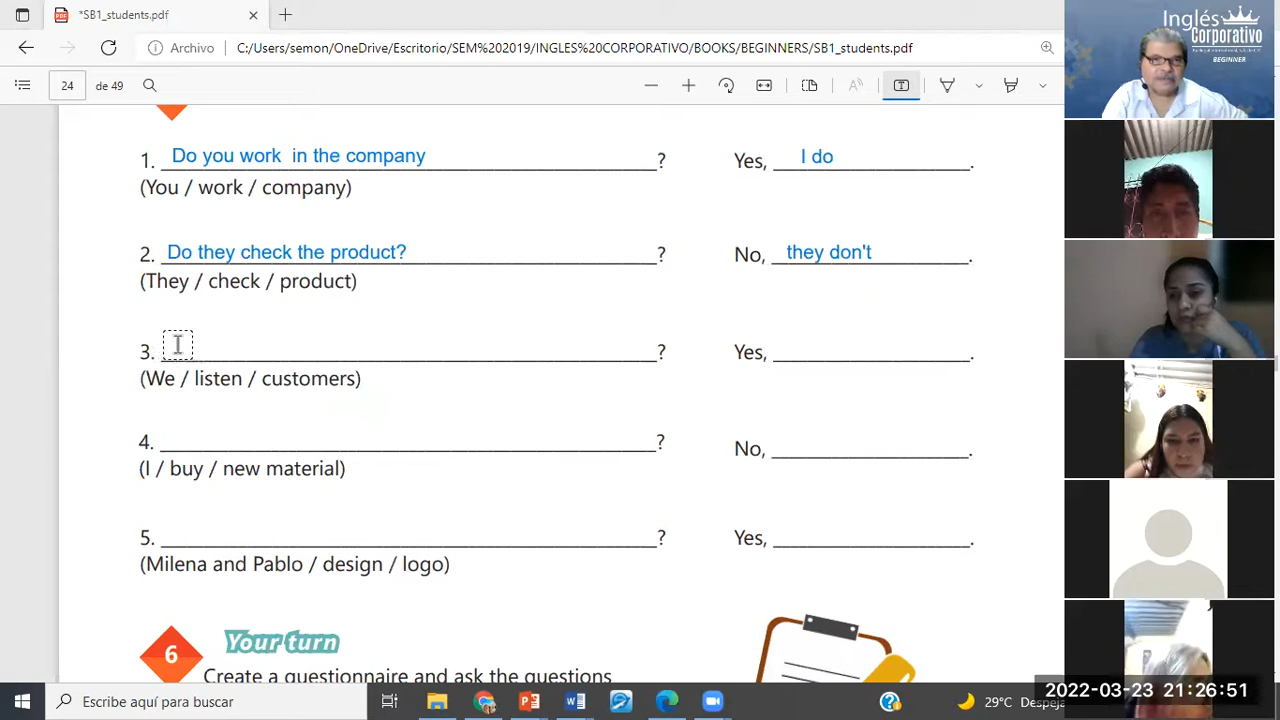 *SB1_students.pdf
Archivo C:/Users/semon/OneDrive/Escritorio/SEM%202019/INGLES%20CORPORATIVO/BOOKS/BEGINNERS/SB1_students.pdf
24 de 49
1. Do you work  in the company ? Yes, I do .
(You / work / company)
2. Do they check the product? ? No, they don't .
(They / check / product)
3. ? Yes, .
(We / listen / customers)
4. ? No, .
(I / buy / new material)
5. ? Yes, .
(Milena and Pablo / design / logo)
6 Your turn
Create a questionnaire and ask the questions
Escribe aquí para buscar
29°C Despeja
2022-03-23 21:26:51
Inglés
Corporativo
BEGINNER